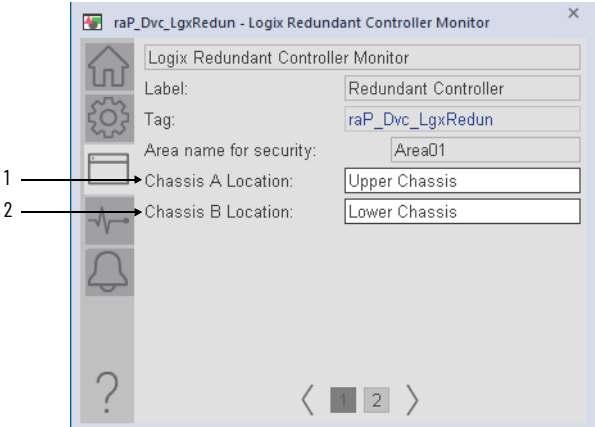 raP_Dvc_LgxRedun - Logix Redundant Controller Monitor
Logix Redundant Controller Monitor
Label: Redundant Controller
Tag: raP_Dvc_LgxRedun
Area name for security: Area01
1 Chassis A Location: Upper Chassis
2 Chassis B Location: Lower Chassis
? 1 2